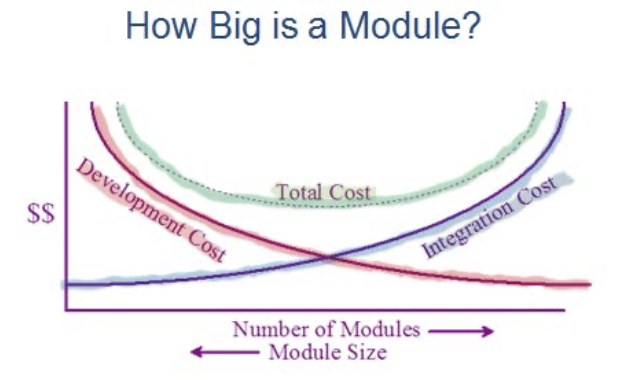 How Big is a Module?
Total Cost
Development Cost
Integration Cost
$$
Number of Modules
Module Size